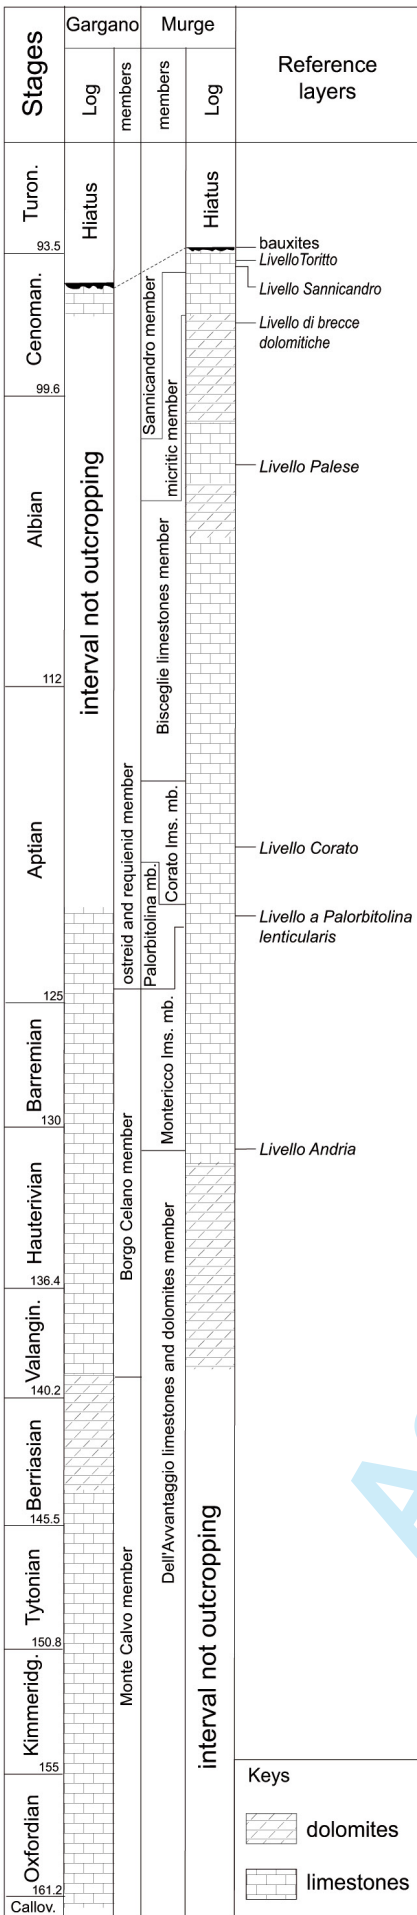 Stages
Gargano
Murge
Log
members
members
Log
Reference
layers
Turon.
93.5
Cenoman.
99.6
Albian
112
Aptian
125
Barremian
130
Hauterivian
136.4
Valangin.
140.2
Berriasian
145.5
Tytonian
150.8
Kimmeridg.
155
Oxfordian
161.2
Callov.
Hiatus
interval not outcropping
ostreid and requienid member
Borgo Celano member
Monte Calvo member
Sannicandro member
micritic member
Bisceglie limestones member
Corato lms. mb.
Palorbitolina mb.
Montericco lms. mb.
Dell'Avvantaggio limestones and dolomites member
Hiatus
interval not outcropping
bauxites
LivelloToritto
Livello Sannicandro
Livello di brecce
dolomitiche
Livello Palese
Livello Corato
Livello a Palorbitolina
lenticularis
Livello Andria
Keys
dolomites
limestones